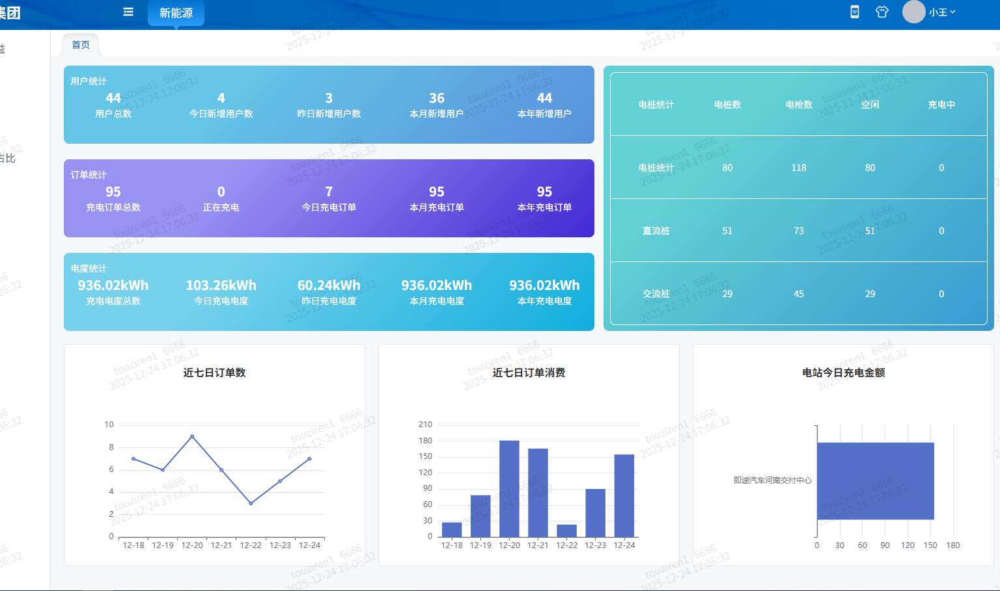 集团
新能源
小王
益
占比
首页
用户统计
44 4 3 36 44
用户总数 今日新增用户数 昨日新增用户数 本月新增用户 本年新增用户
订单统计
95 0 7 95 95
充电订单总数 正在充电 今日充电订单 本月充电订单 本年充电订单
电度统计
936.02kWh 103.26kWh 60.24kWh 936.02kWh 936.02kWh
充电电度总数 今日充电电度 昨日充电电度 本月充电电度 本年充电电度
电桩统计 电桩数 电枪数 空闲 充电中
电桩统计 80 118 80 0
直流桩 51 73 51 0
交流桩 29 45 29 0
近七日订单数
10
8
6
4
2
0
12-18 12-19 12-20 12-21 12-22 12-23 12-24
近七日订单消费
210
180
150
120
90
60
30
0
12-18 12-19 12-20 12-21 12-22 12-23 12-24
电站今日充电金额
即途汽车河南交付中心
0 30 60 90 120 150 180
touziren1 6666
2025-12-24 17:06:32